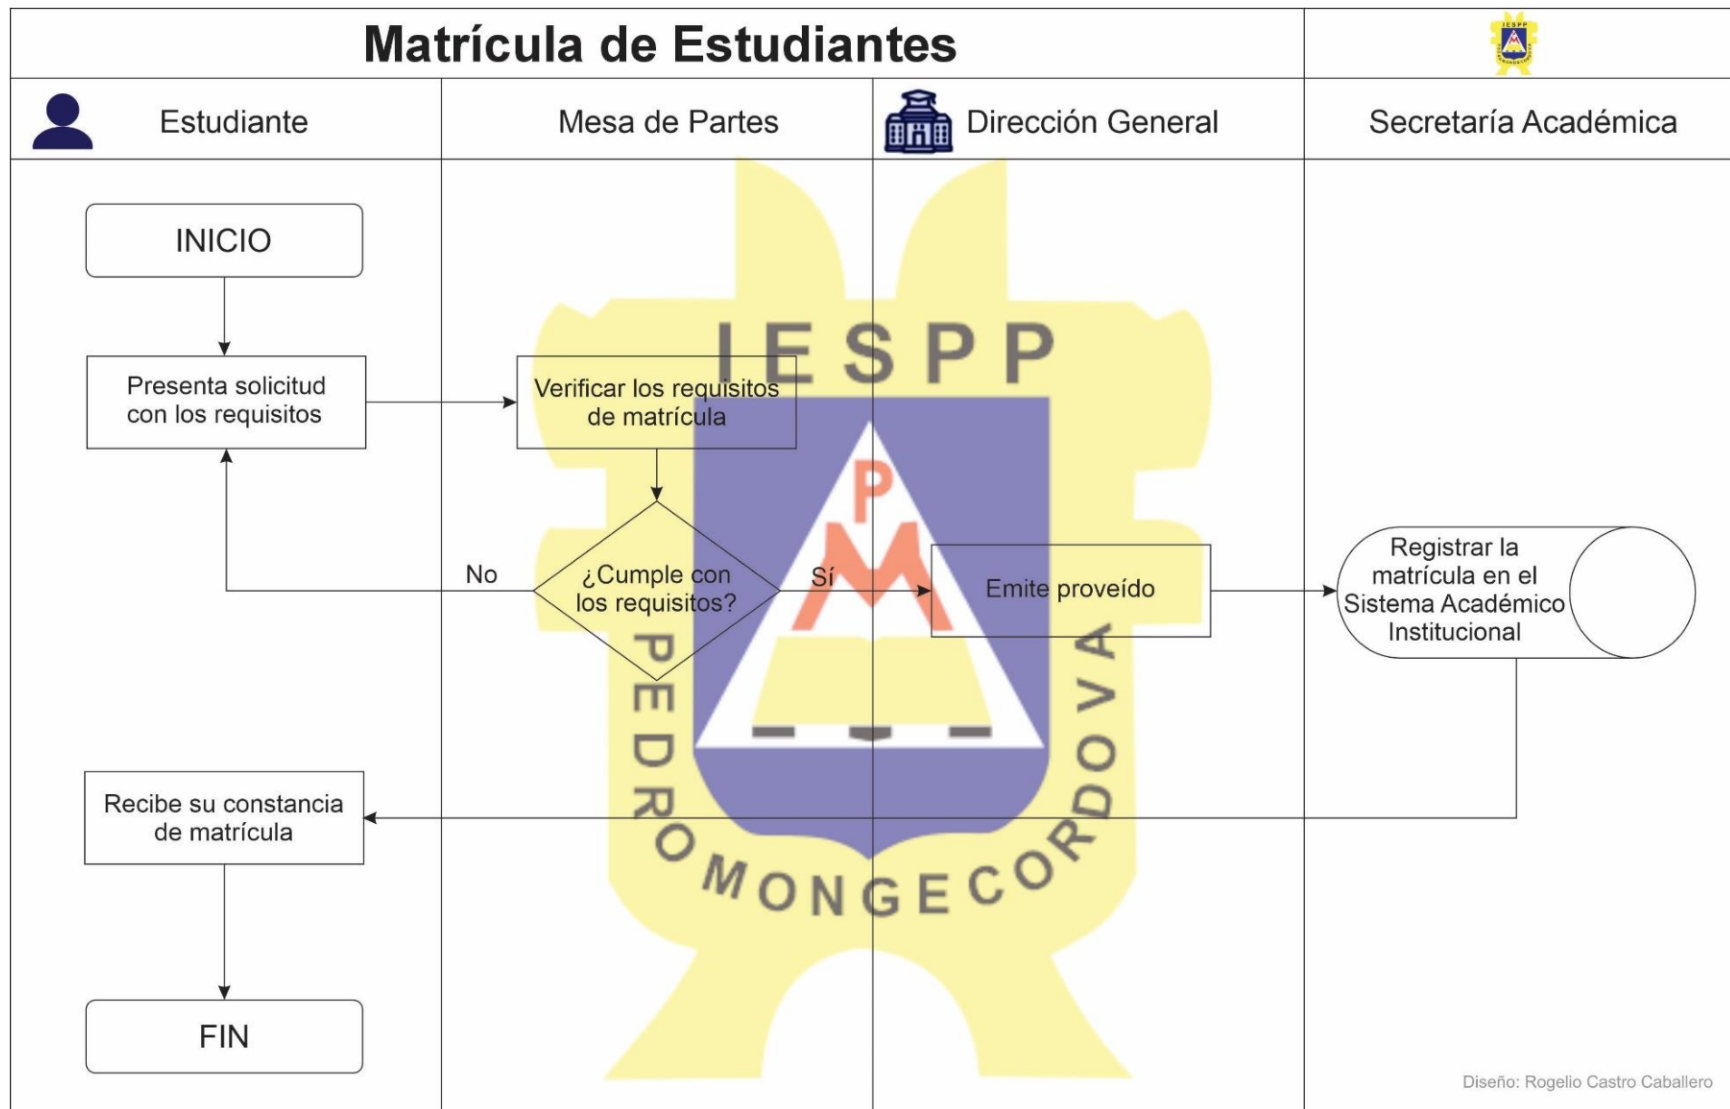 Matrícula de Estudiantes
Estudiante
Mesa de Partes
Dirección General
Secretaría Académica
INICIO
Presenta solicitud
con los requisitos
Verificar los requisitos
de matrícula
¿Cumple con
los requisitos?
No
Sí
Emite proveído
Registrar la
matrícula en el
Sistema Académico
Institucional
Recibe su constancia
de matrícula
FIN
IESPP
P
M
PEDRO MONGE CORDOVA
Diseño: Rogelio Castro Caballero